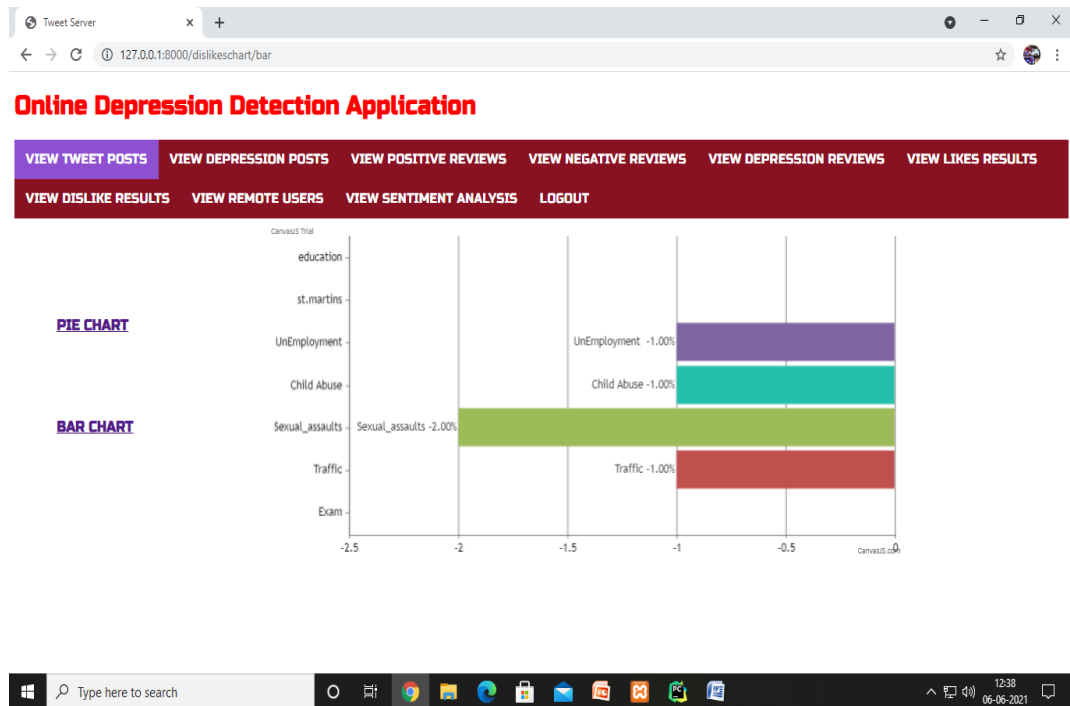 Tweet Server
127.0.0.1:8000/dislikeschart/bar
Online Depression Detection Application
VIEW TWEET POSTS VIEW DEPRESSION POSTS VIEW POSITIVE REVIEWS VIEW NEGATIVE REVIEWS VIEW DEPRESSION REVIEWS VIEW LIKES RESULTS
VIEW DISLIKE RESULTS VIEW REMOTE USERS VIEW SENTIMENT ANALYSIS LOGOUT
CanvasJS Trial
education
st.martins
PIE CHART
UnEmployment UnEmployment -1.00%
Child Abuse Child Abuse -1.00%
BAR CHART
Sexual_assaults Sexual_assaults -2.00%
Traffic Traffic -1.00%
Exam
-2.5 -2 -1.5 -1 -0.5 0
CanvasJS.com
Type here to search
12:38
06-06-2021